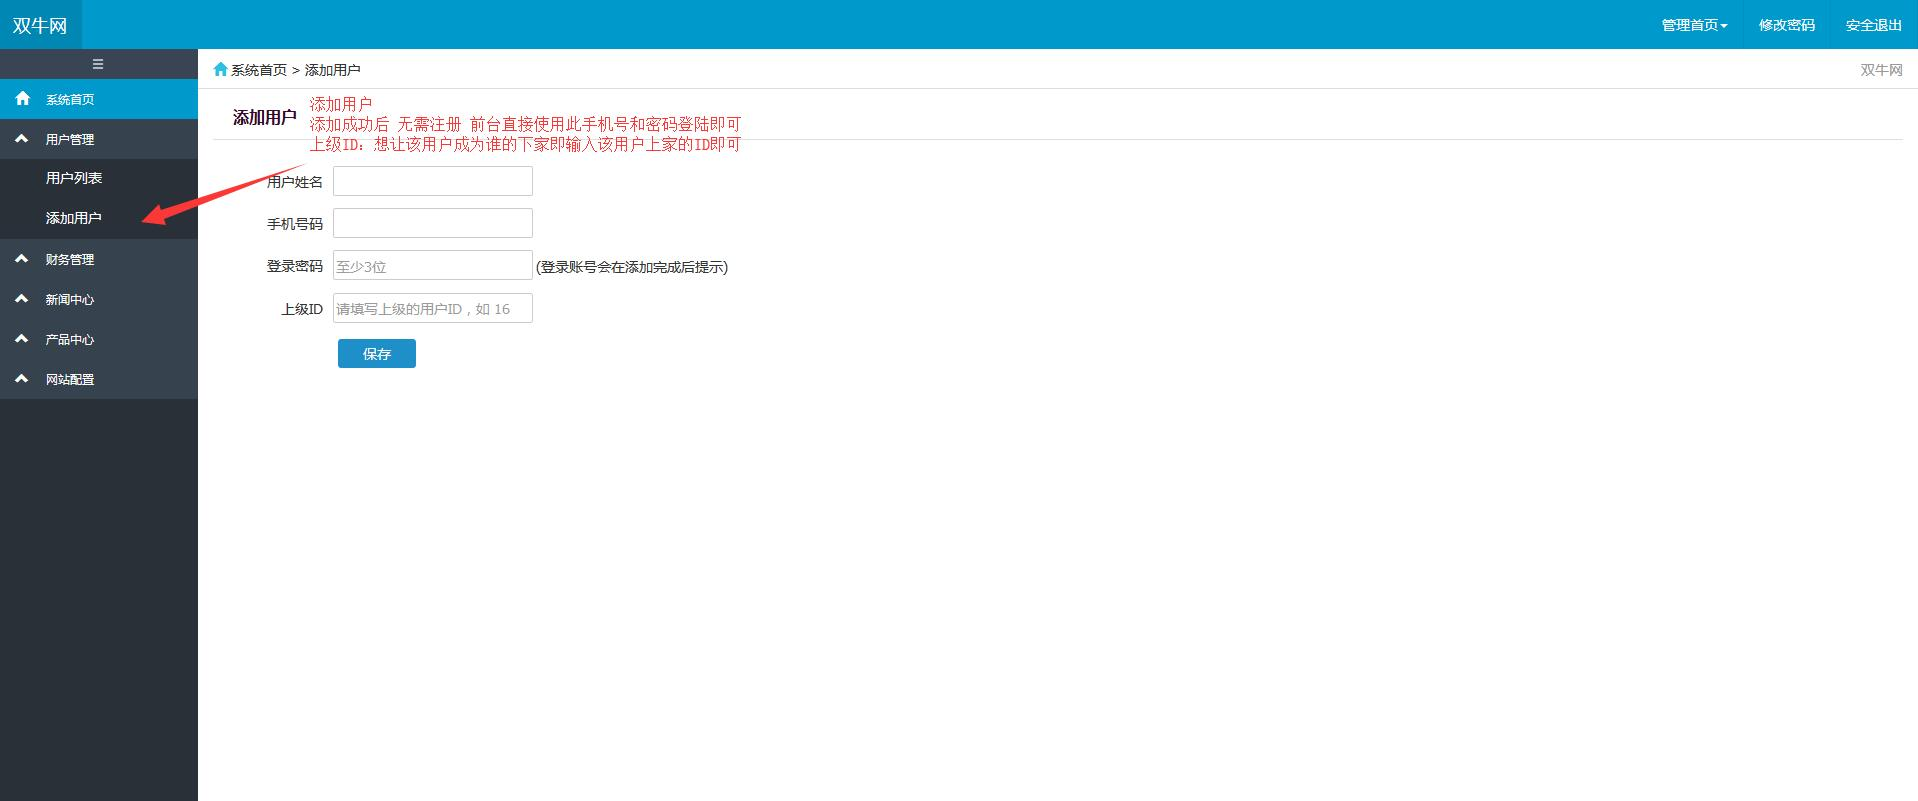 双牛网
管理首页
修改密码
安全退出
系统首页 > 添加用户
双牛网
系统首页
用户管理
用户列表
添加用户
财务管理
新闻中心
产品中心
网站配置
添加用户
添加用户
添加成功后 无需注册 前台直接使用此手机号和密码登陆即可
上级ID: 想让该用户成为谁的下家即输入该用户上家的ID即可
用户姓名
手机号码
登录密码 至少3位 (登录账号会在添加完成后提示)
上级ID 请填写上级的用户ID，如 16
保存